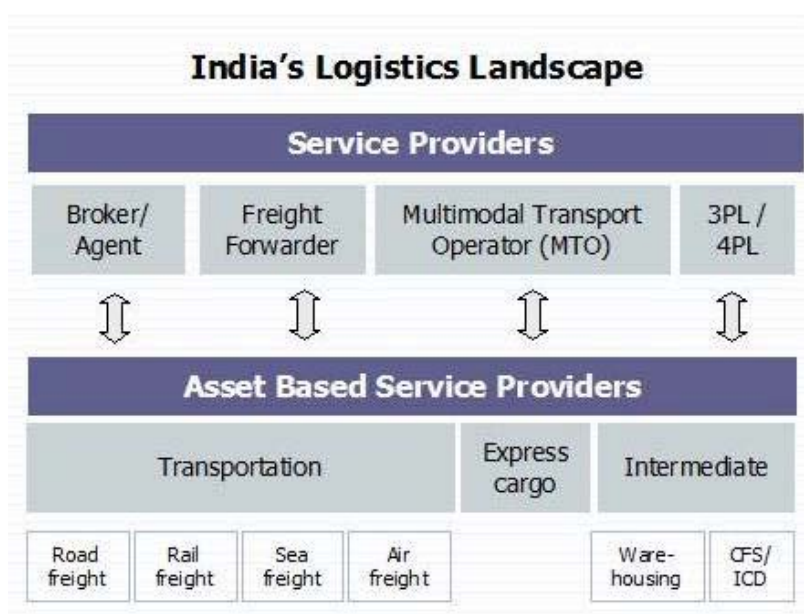 India's Logistics Landscape
Service Providers
Broker/
Agent
Freight
Forwarder
Multimodal Transport
Operator (MTO)
3PL /
4PL
Asset Based Service Providers
Transportation
Express
cargo
Intermediate
Road
freight
Rail
freight
Sea
freight
Air
freight
Ware-
housing
CFS/
ICD